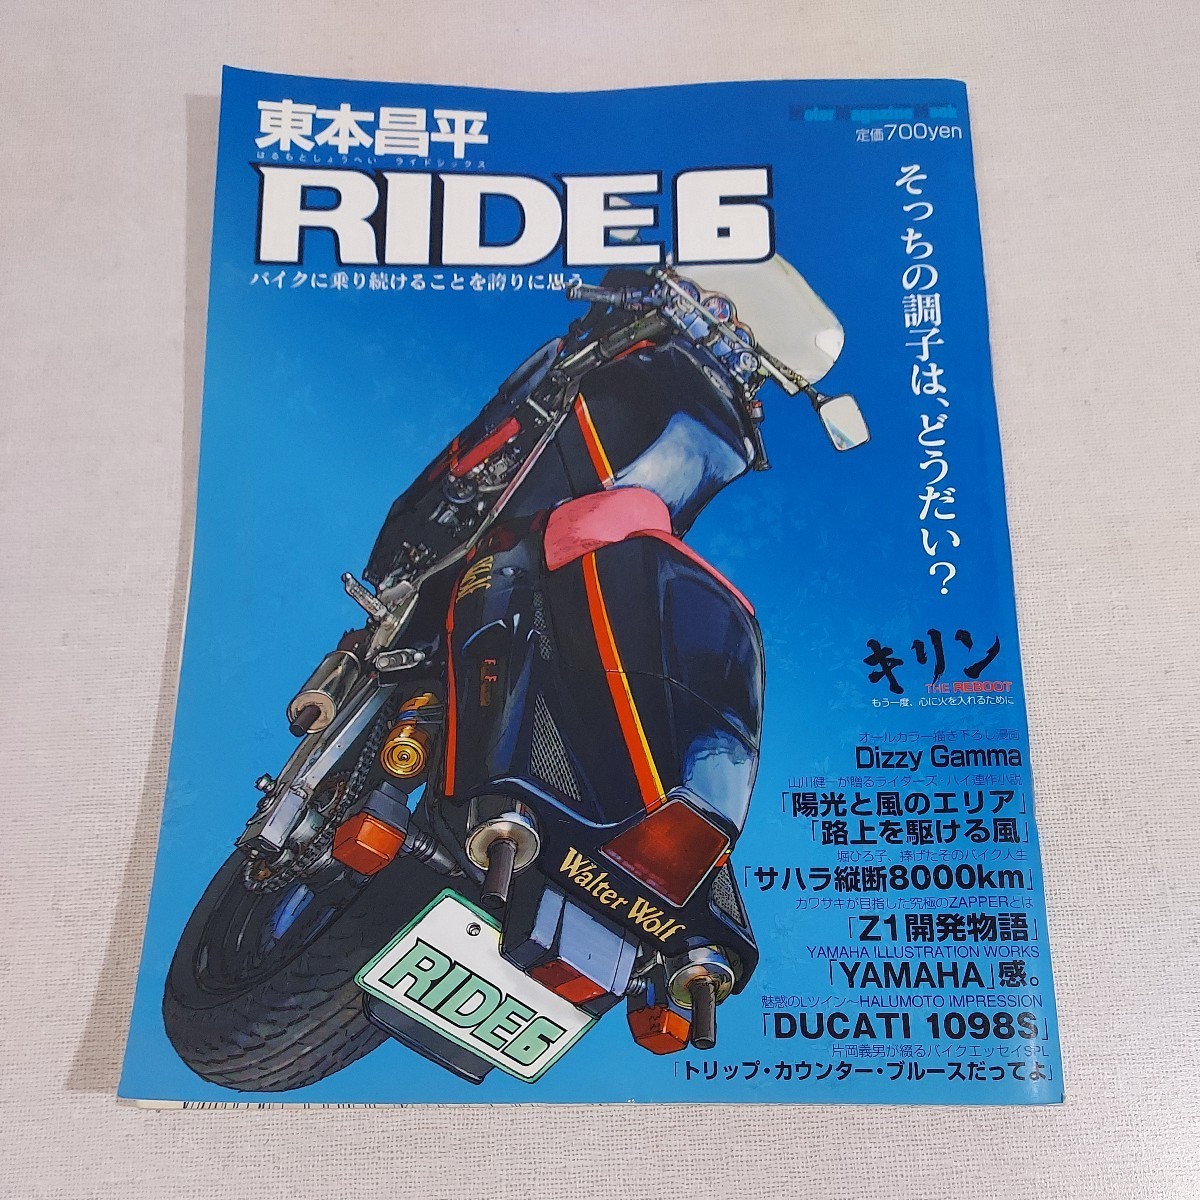 東本昌平
はるもとしょうへい ライドシックス
RIDE6
バイクに乗り続けることを誇りに思う
Motor Magazine Mook
定価700yen
そっちの調子は、どうだい?
キリン
THE REBOOT
もう一度、心に火を入れるために
オールカラー描き下ろし漫画
Dizzy Gamma
山川健一が贈るライダーズ・ハイ連作小説
「陽光と風のエリア」
「路上を駆ける風」
堀ひろ子、捧げたそのバイク人生
「サハラ縦断8000km」
カワサキが目指した究極のZAPPERとは
「Z1開発物語」
YAMAHA ILLUSTRATION WORKS
「YAMAHA」感。
魅惑のLツイン〜HALUMOTO IMPRESSION
「DUCATI 1098S」
片岡義男が綴るバイクエッセイSPL
「トリップ・カウンター・ブルースだってよ」
Walter Wolf
RIDE6